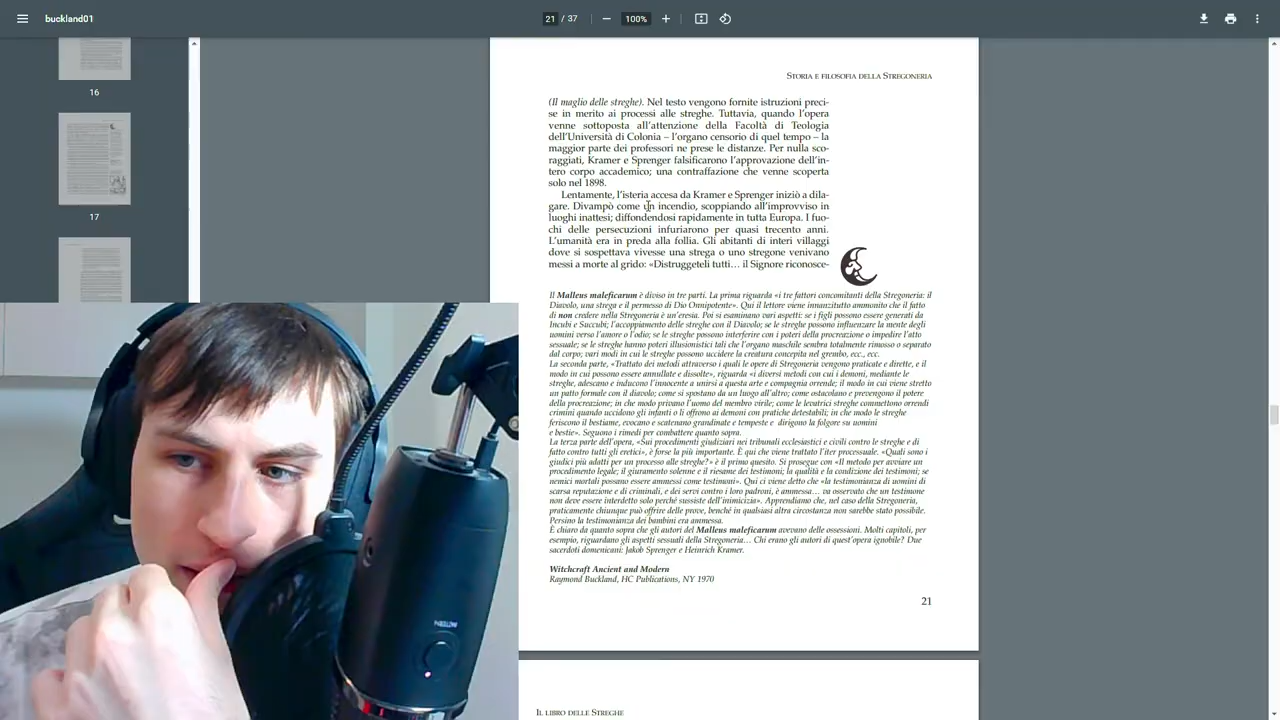 buckland01
21 / 37
100%
16
17
STORIA E FILOSOFIA DELLA STREGONERIA
(Il maglio delle streghe). Nel testo vengono fornite istruzioni preci-
se in merito ai processi alle streghe. Tuttavia, quando l'opera
venne sottoposta all'attenzione della Facoltà di Teologia
dell'Università di Colonia – l'organo censorio di quel tempo – la
maggior parte dei professori ne prese le distanze. Per nulla sco-
raggiati, Kramer e Sprenger falsificarono l'approvazione dell'in-
tero corpo accademico; una contraffazione che venne scoperta
solo nel 1898.
Lentamente, l'isteria accesa da Kramer e Sprenger iniziò a dila-
gare. Divampò come un incendio, scoppiando all'improvviso in
luoghi inattesi; diffondendosi rapidamente in tutta Europa. I fuo-
chi delle persecuzioni infuriarono per quasi trecento anni.
L'umanità era in preda alla follia. Gli abitanti di interi villaggi
dove si sospettava vivesse una strega o uno stregone venivano
messi a morte al grido: «Distruggeteli tutti… il Signore riconosce-
Il Malleus maleficarum è diviso in tre parti. La prima riguarda «i tre fattori concomitanti della Stregoneria: il
Diavolo, una strega e il permesso di Dio Onnipotente». Qui il lettore viene innanzitutto ammonito che il fatto
di non credere nella Stregoneria è un'eresia. Poi si esaminano vari aspetti: se i figli possono essere generati da
Incubi e Succubi; l'accoppiamento delle streghe con il Diavolo; se le streghe possono influenzare la mente degli
uomini verso l'amore o l'odio; se le streghe possono interferire con i poteri della procreazione o impedire l'atto
sessuale; se le streghe hanno poteri illusionistici tali che l'organo maschile sembra totalmente rimosso o separato
dal corpo; vari modi in cui le streghe possono uccidere la creatura concepita nel grembo, ecc., ecc.
La seconda parte, «Trattato dei metodi attraverso i quali le opere di Stregoneria vengono praticate e dirette, e il
modo in cui possono essere annullate e dissolte», riguarda «i diversi metodi con cui i demoni, mediante le
streghe, adescano e inducono l'innocente a unirsi a questa arte e compagnia orrende; il modo in cui viene stretto
un patto formale con il diavolo; come si spostano da un luogo all'altro; come ostacolano e prevengono il potere
della procreazione; in che modo privano l'uomo del membro virile; come le levatrici streghe commettono orrendi
crimini quando uccidono gli infanti o li offrono ai demoni con pratiche detestabili; in che modo le streghe
feriscono il bestiame, evocano e scatenano grandinate e tempeste e dirigono la folgore su uomini
e bestie». Seguono i rimedi per combattere quanto sopra.
La terza parte dell'opera, «Sui procedimenti giudiziari nei tribunali ecclesiastici e civili contro le streghe e di
fatto contro tutti gli eretici», è forse la più importante. È qui che viene trattato l'iter processuale. «Quali sono i
giudici più adatti per un processo alle streghe?» è il primo quesito. Si prosegue con «Il metodo per avviare un
procedimento legale; il giuramento solenne e il riesame dei testimoni; la qualità e la condizione dei testimoni; se
nemici mortali possano essere ammessi come testimoni». Qui ci viene detto che «la testimonianza di uomini di
scarsa reputazione e di criminali, e dei servi contro i loro padroni, è ammessa… va osservato che un testimone
non deve essere interdetto solo perché sussiste dell'inimicizia». Apprendiamo che, nel caso della Stregoneria,
praticamente chiunque può offrire delle prove, benché in qualsiasi altra circostanza non sarebbe stato possibile.
Persino la testimonianza dei bambini era ammessa.
È chiaro da quanto sopra che gli autori del Malleus maleficarum avevano delle ossessioni. Molti capitoli, per
esempio, riguardano gli aspetti sessuali della Stregoneria… Chi erano gli autori di quest'opera ignobile? Due
sacerdoti domenicani: Jakob Sprenger e Heinrich Kramer.
Witchcraft Ancient and Modern
Raymond Buckland, HC Publications, NY 1970
21
IL LIBRO DELLE STREGHE